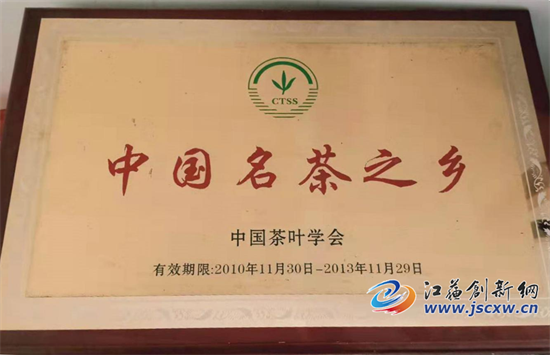 CTSS
中国名茶之乡
中国茶叶学会
有效期限:2010年11月30日-2013年11月29日
江苏创新网
www.jscxw.cn